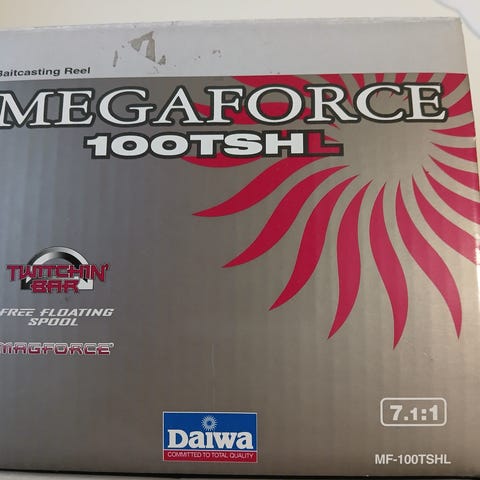 Baitcasting Reel
MEGAFORCE
100TSHL
TWITCHIN'
BAR
FREE FLOATING
SPOOL
MAGFORCE
7.1:1
Daiwa
COMMITTED TO TOTAL QUALITY
MF-100TSHL